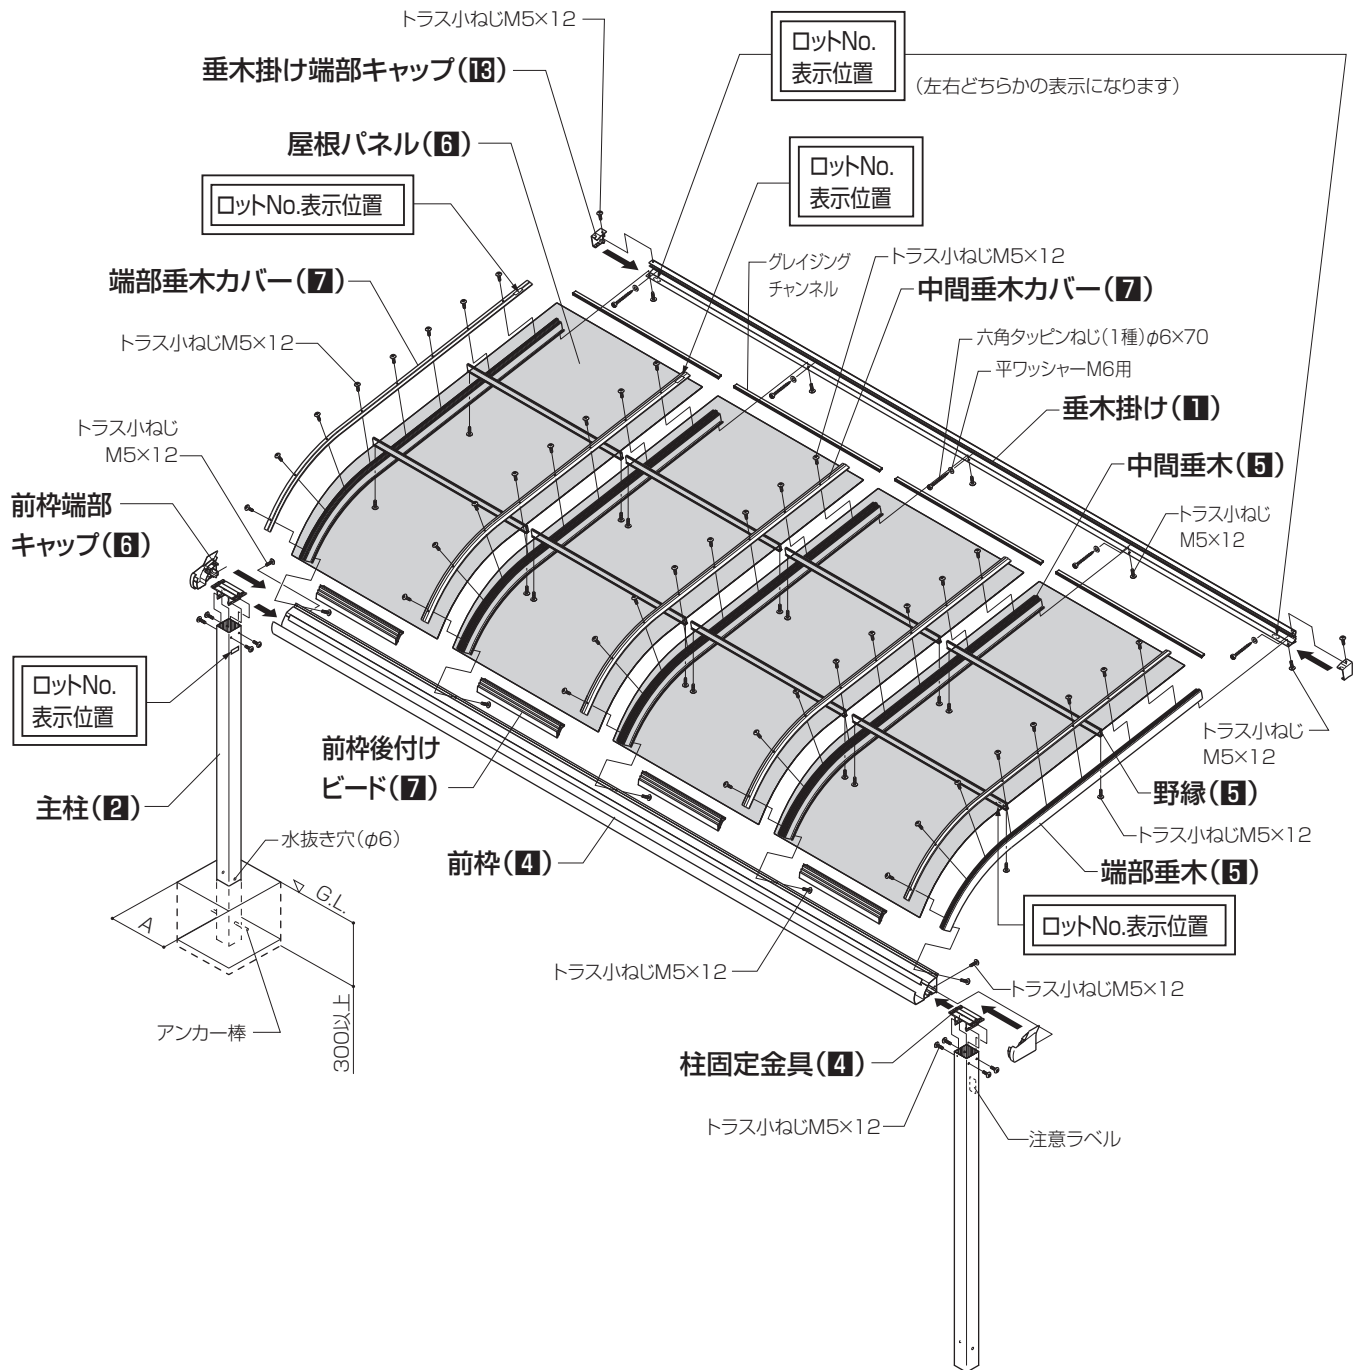 トラス小ねじM5×12
ロットNo.
表示位置
(左右どちらかの表示になります)
垂木掛け端部キャップ(13)
屋根パネル(6)
ロットNo.
表示位置
ロットNo.表示位置
グレイジング
チャンネル
トラス小ねじM5×12
端部垂木カバー(7)
中間垂木カバー(7)
トラス小ねじM5×12
六角タッピンねじ(1種)φ6×70
平ワッシャーM6用
垂木掛け(1)
トラス小ねじ
M5×12
中間垂木(5)
前枠端部
キャップ(6)
トラス小ねじ
M5×12
ロットNo.
表示位置
トラス小ねじ
M5×12
前枠後付け
ビード(7)
主柱(2)
野縁(5)
水抜き穴(φ6)
トラス小ねじM5×12
前枠(4)
端部垂木(5)
G.L.
A
ロットNo.表示位置
トラス小ねじM5×12
トラス小ねじM5×12
アンカー棒
300以上
柱固定金具(4)
トラス小ねじM5×12
注意ラベル